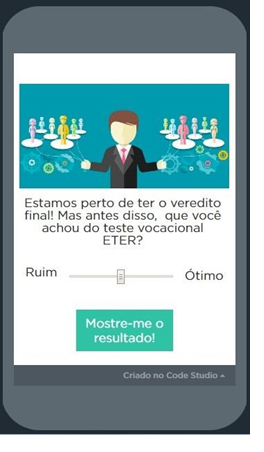 Estamos perto de ter o veredito
final! Mas antes disso, que você
achou do teste vocacional
ETER?
Ruim
Ótimo
Mostre-me o
resultado!
Criado no Code Studio